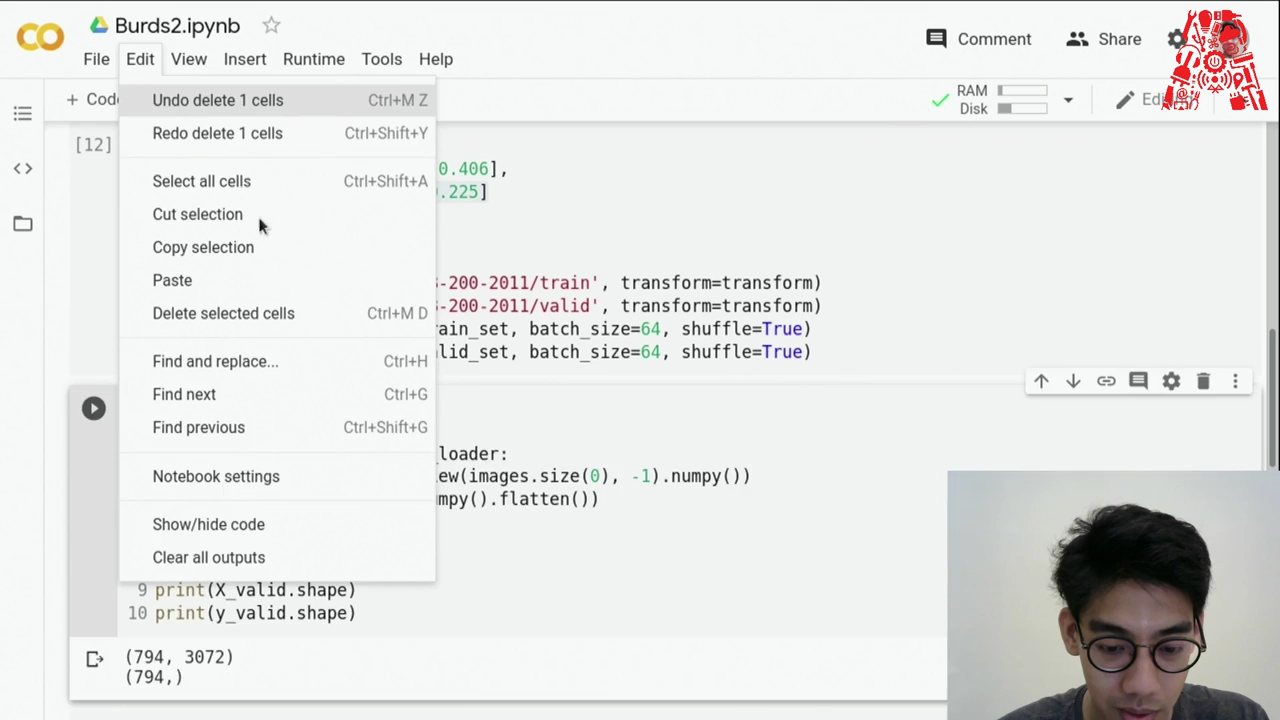 Burds2.ipynb
Comment
Share
File Edit View Insert Runtime Tools Help
+ Code
RAM
Disk
Undo delete 1 cells Ctrl+M Z
Redo delete 1 cells Ctrl+Shift+Y
Select all cells Ctrl+Shift+A
Cut selection
Copy selection
Paste
Delete selected cells Ctrl+M D
Find and replace... Ctrl+H
Find next Ctrl+G
Find previous Ctrl+Shift+G
Notebook settings
Show/hide code
Clear all outputs
[12]
0.406],
.225]
-200-2011/train', transform=transform)
-200-2011/valid', transform=transform)
ain_set, batch_size=64, shuffle=True)
lid_set, batch_size=64, shuffle=True)
loader:
ew(images.size(0), -1).numpy())
mpy().flatten())
9 print(X_valid.shape)
10 print(y_valid.shape)
(794, 3072)
(794,)